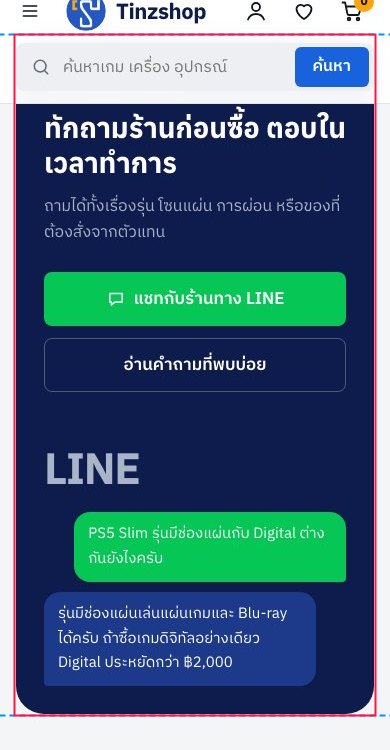 Tinzshop
0
ค้นหาเกม เครื่อง อุปกรณ์
ค้นหา
ทักถามร้านก่อนซื้อ ตอบใน
เวลาทำการ
ถามได้ทั้งเรื่องรุ่น โซนแผ่น การผ่อน หรือของที่
ต้องสั่งจากตัวแทน
แชทกับร้านทาง LINE
อ่านคำถามที่พบบ่อย
LINE
PS5 Slim รุ่นมีช่องแผ่นกับ Digital ต่าง
กันยังไงครับ
รุ่นมีช่องแผ่นเล่นแผ่นเกมและ Blu-ray
ได้ครับ ถ้าซื้อเกมดิจิทัลอย่างเดียว
Digital ประหยัดกว่า ฿2,000